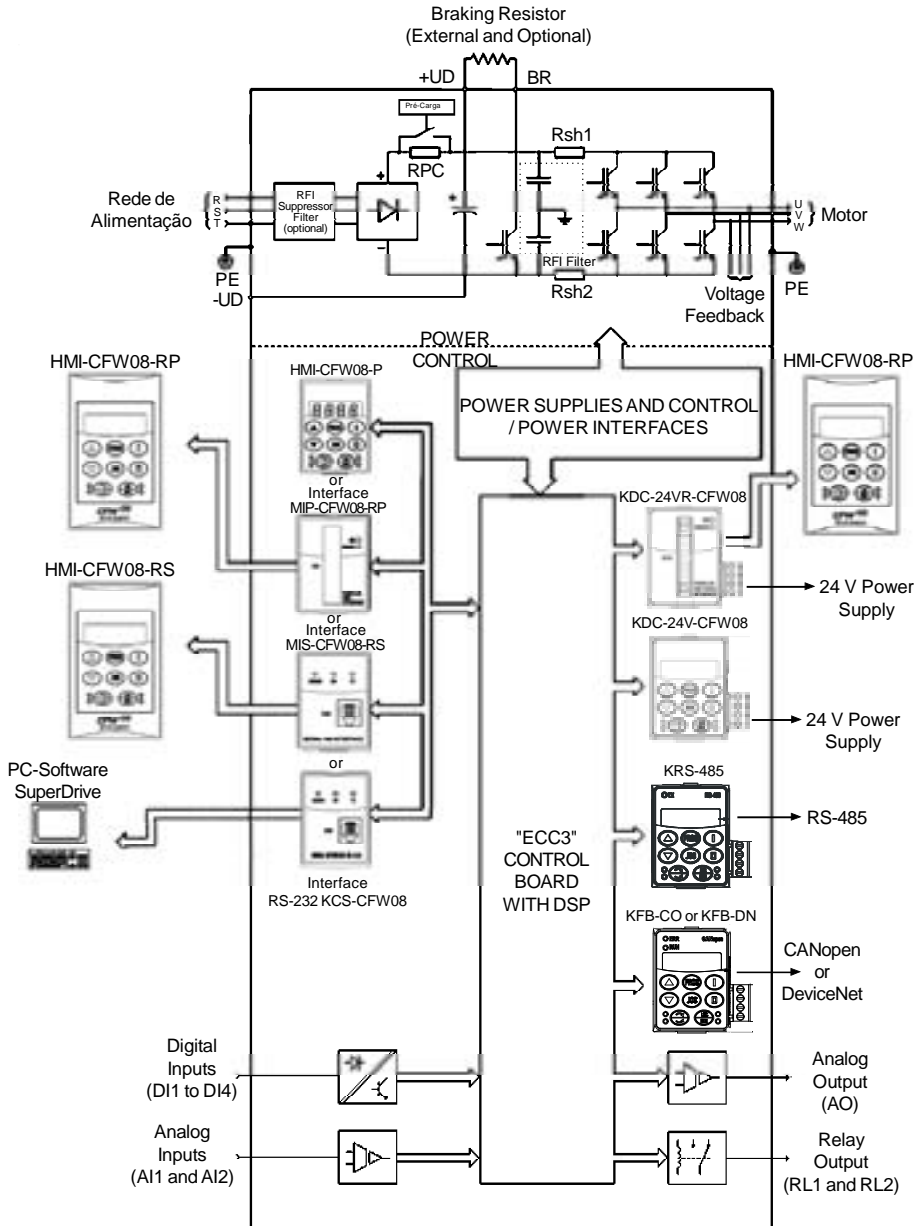 Braking Resistor
(External and Optional)
+UD
BR
Pré-Carga
RPC
Rsh1
Rede de
Alimentação
R
S
T
RFI
Suppressor
Filter
(optional)
+
−
+
RFI Filter
Rsh2
U
V
W
Motor
PE
-UD
Voltage
Feedback
PE
POWER
CONTROL
HMI-CFW08-RP
HMI-CFW08-P
HMI-CFW08-RP
POWER SUPPLIES AND CONTROL
/ POWER INTERFACES
or
Interface
MIP-CFW08-RP
KDC-24VR-CFW08
HMI-CFW08-RS
24 V Power
Supply
or
Interface
MIS-CFW08-RS
KDC-24V-CFW08
24 V Power
Supply
or
PC-Software
SuperDrive
KRS-485
RS-485
"ECC3"
CONTROL
BOARD
WITH DSP
Interface
RS-232 KCS-CFW08
KFB-CO or KFB-DN
CANopen
CANopen
or
DeviceNet
Digital
Inputs
(DI1 to DI4)
Analog
Output
(AO)
Analog
Inputs
(AI1 and AI2)
Relay
Output
(RL1 and RL2)